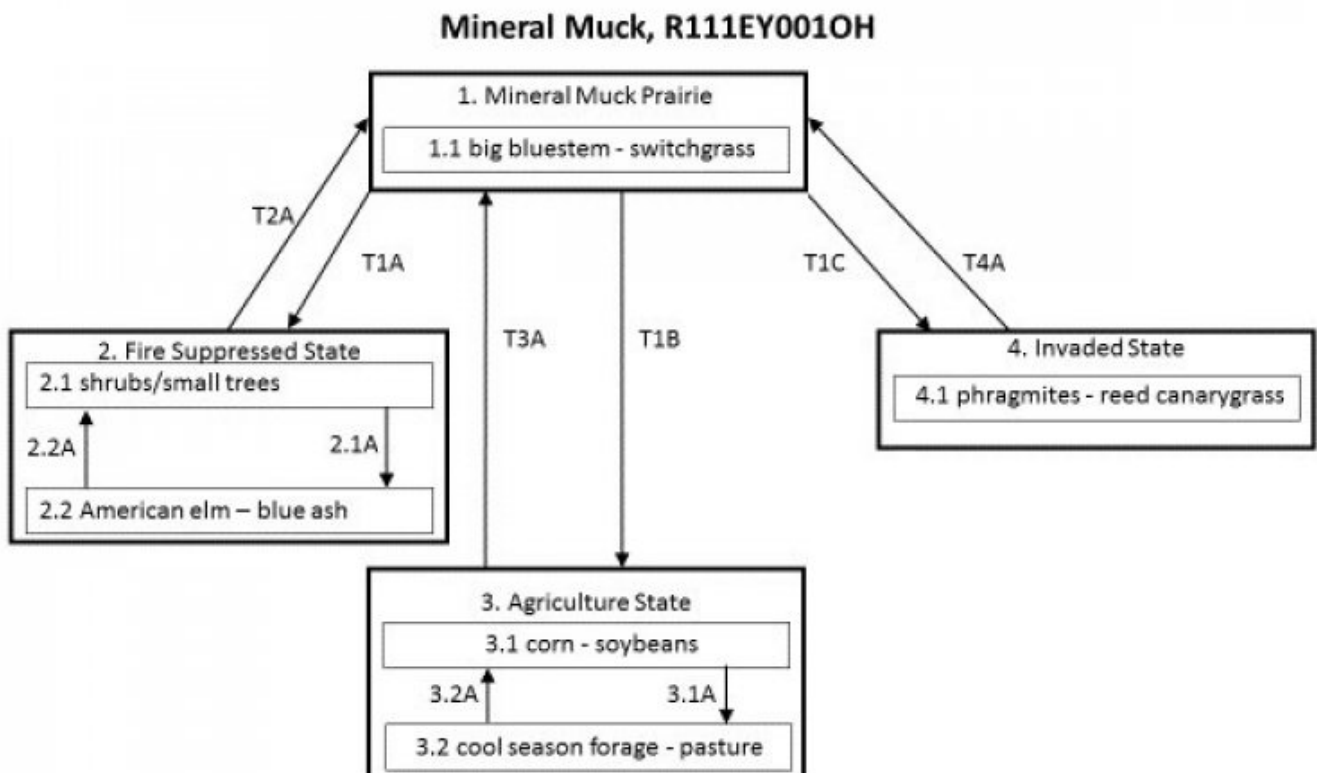 Mineral Muck, R111EY001OH
1. Mineral Muck Prairie
1.1 big bluestem - switchgrass
T2A
T1A
T3A
T1B
T1C
T4A
2. Fire Suppressed State
2.1 shrubs/small trees
2.2A
2.1A
2.2 American elm – blue ash
4. Invaded State
4.1 phragmites - reed canarygrass
3. Agriculture State
3.1 corn - soybeans
3.2A
3.1A
3.2 cool season forage - pasture